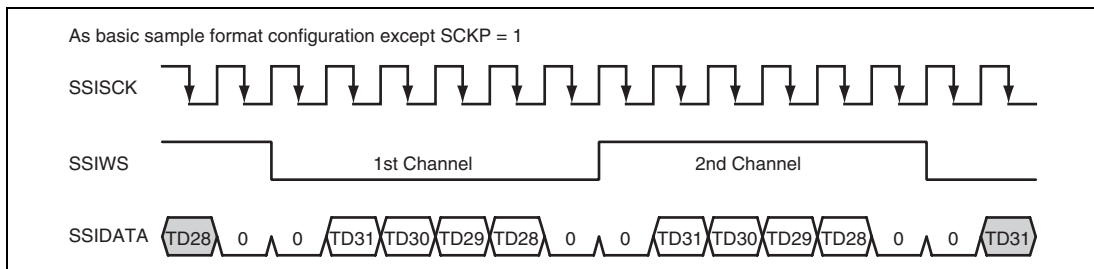 As basic sample format configuration except SCKP = 1
SSISCK
SSIWS 1st Channel 2nd Channel
SSIDATA TD28 0 0 TD31 TD30 TD29 TD28 0 0 TD31 TD30 TD29 TD28 0 0 TD31